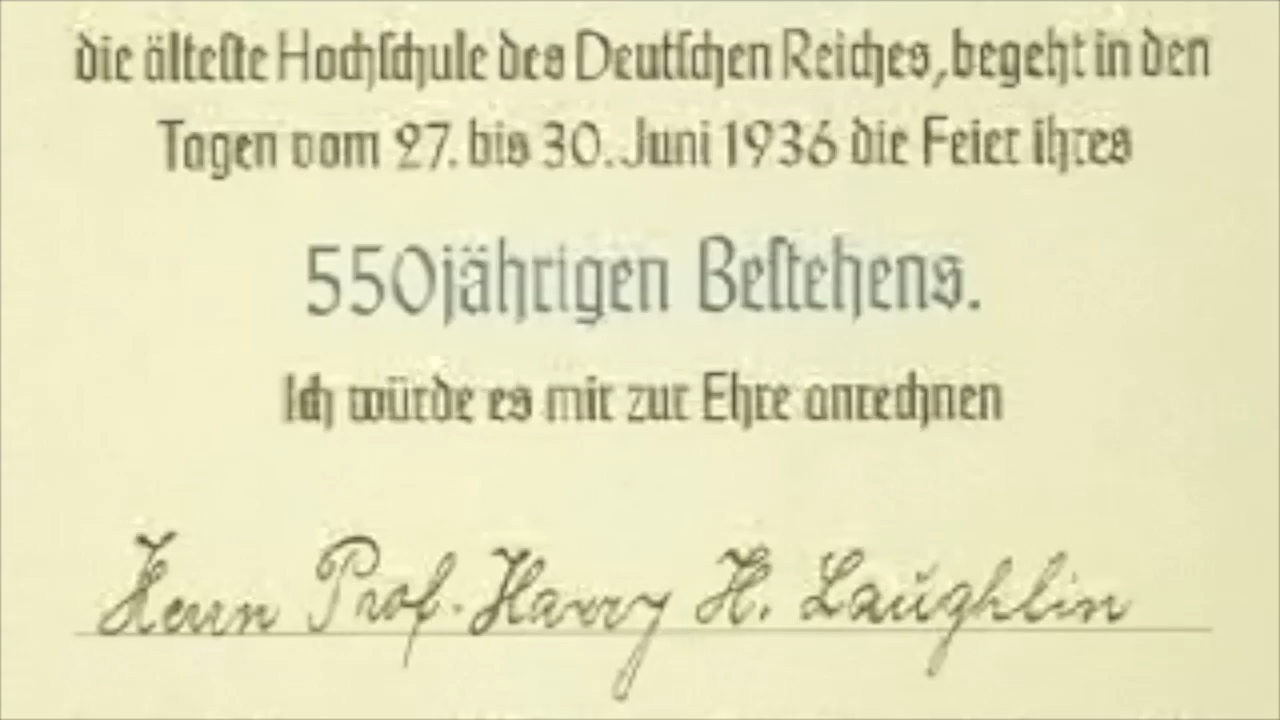 die älteste Hochschule des Deutschen Reiches, begeht in den
Tagen vom 27. bis 30. Juni 1936 die Feier ihres
550jährigen Bestehens.
Ich würde es mir zur Ehre anrechnen
Herrn Prof. Harry H. Laughlin